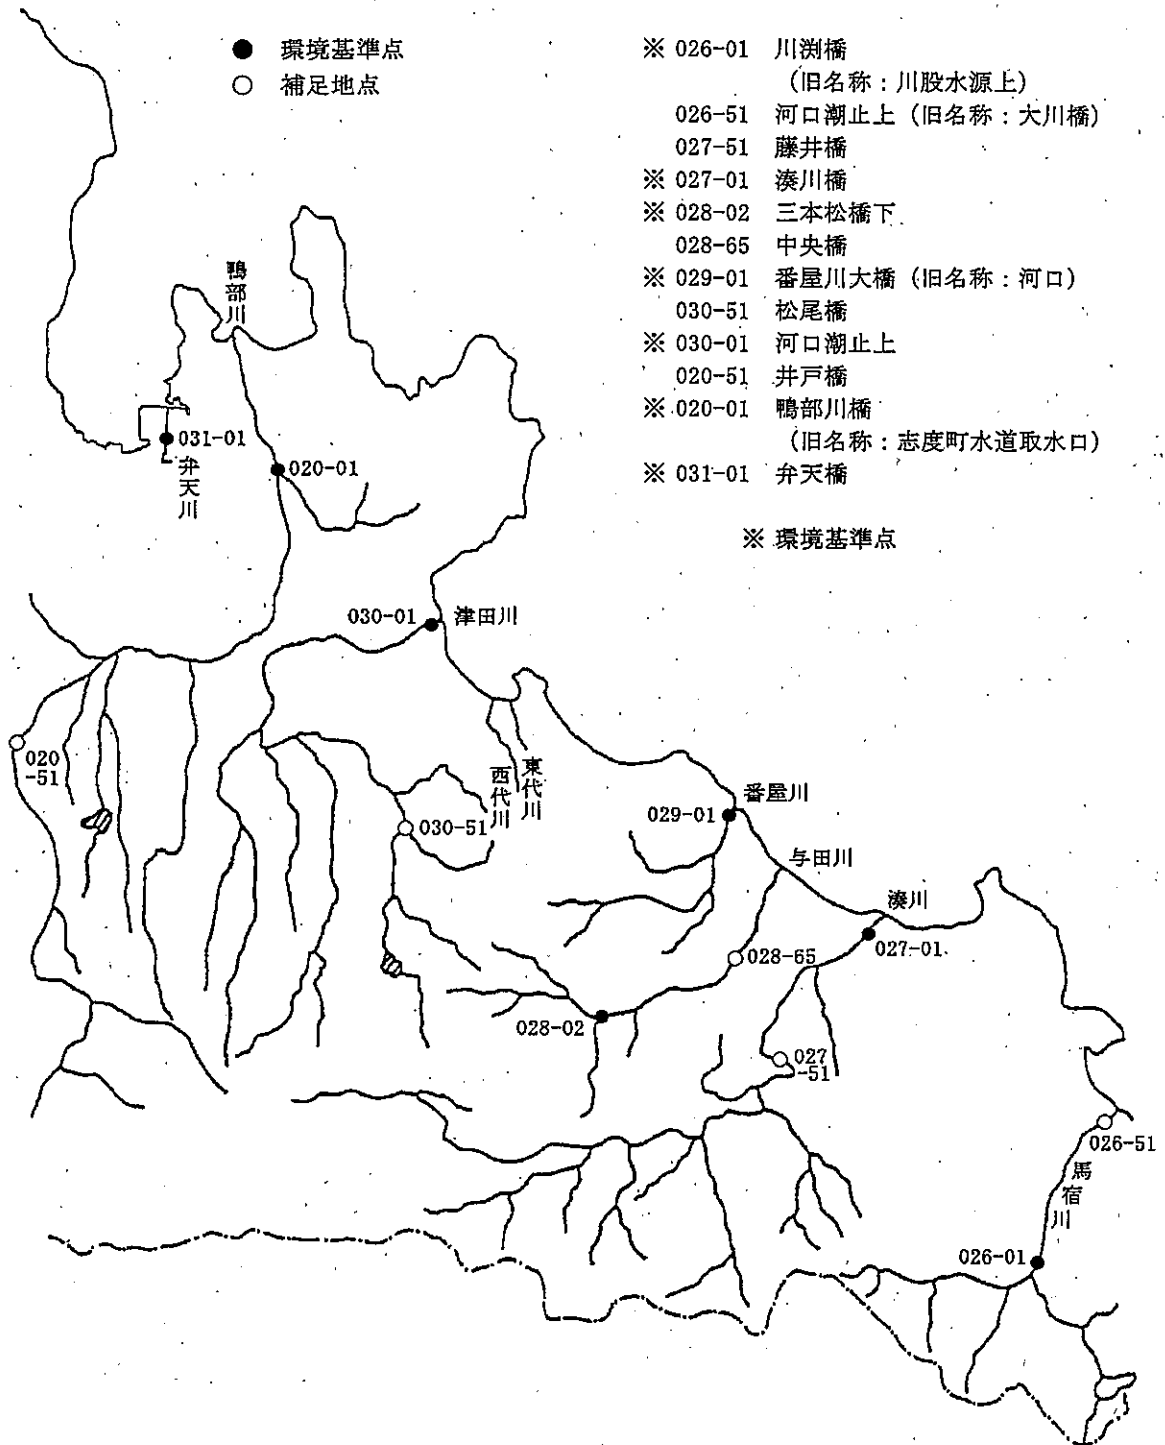 ● 環境基準点
○ 補足地点
※ 026-01 川渕橋
(旧名称：川股水源上)
026-51 河口潮止上 (旧名称：大川橋)
027-51 藤井橋
※ 027-01 湊川橋
※ 028-02 三本松橋下
028-65 中央橋
※ 029-01 番屋川大橋 (旧名称：河口)
030-51 松尾橋
※ 030-01 河口潮止上
020-51 井戸橋
※ 020-01 鴨部川橋
(旧名称：志度町水道取水口)
※ 031-01 弁天橋
※ 環境基準点
鴨部川
031-01
弁天川
020-01
030-01
津田川
020
-51
西代川
東代川
030-51
029-01
番屋川
与田川
湊川
027-01
028-65
028-02
027
-51
026-51
馬宿川
026-01